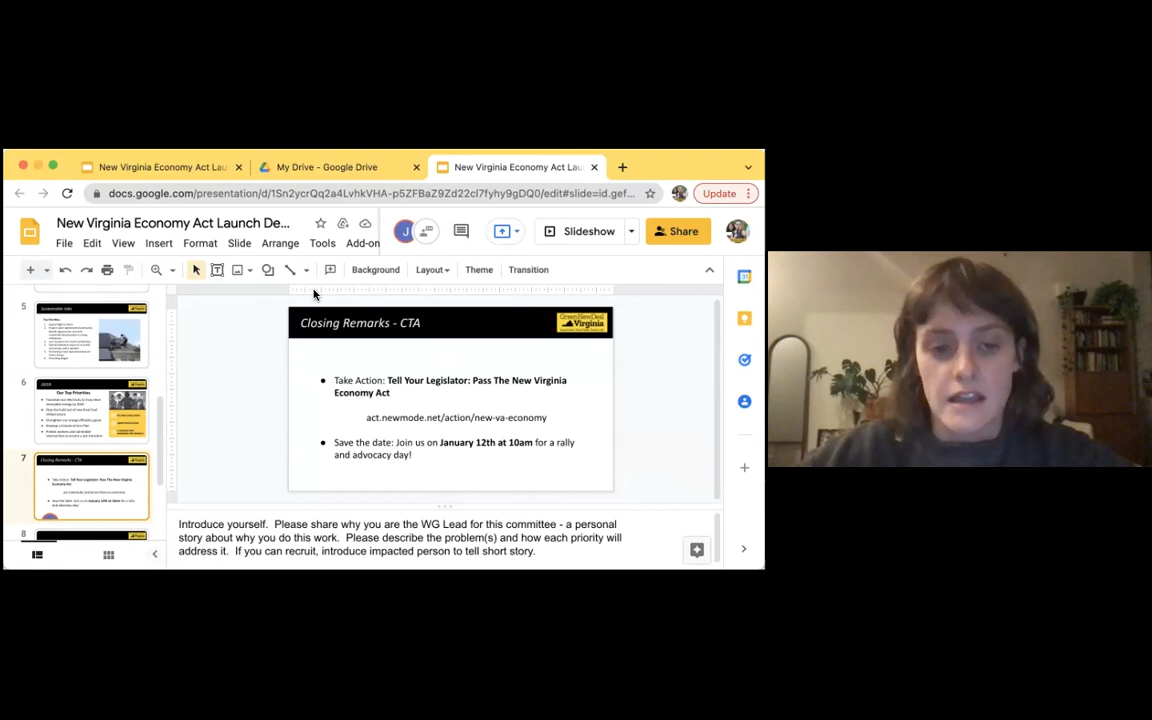 New Virginia Economy Act Lau
My Drive - Google Drive
New Virginia Economy Act Lau
docs.google.com/presentation/d/1Sn2ycrQq2a4LvhkVHA-p5ZFBaZ9Zd22cI7fyhy9gDQ0/edit#slide=id.gef...
Update
New Virginia Economy Act Launch De...
J
Slideshow
Share
File Edit View Insert Format Slide Arrange Tools Add-on
Background Layout Theme Transition
5
Sustainable Jobs
6
2019
Our Top Priorities
7
Closing Remarks - CTA
8
Closing Remarks - CTA
GreenNewDeal
Virginia
Take Action: Tell Your Legislator: Pass The New Virginia
Economy Act
act.newmode.net/action/new-va-economy
Save the date: Join us on January 12th at 10am for a rally
and advocacy day!
Introduce yourself. Please share why you are the WG Lead for this committee - a personal
story about why you do this work. Please describe the problem(s) and how each priority will
address it. If you can recruit, introduce impacted person to tell short story.
31